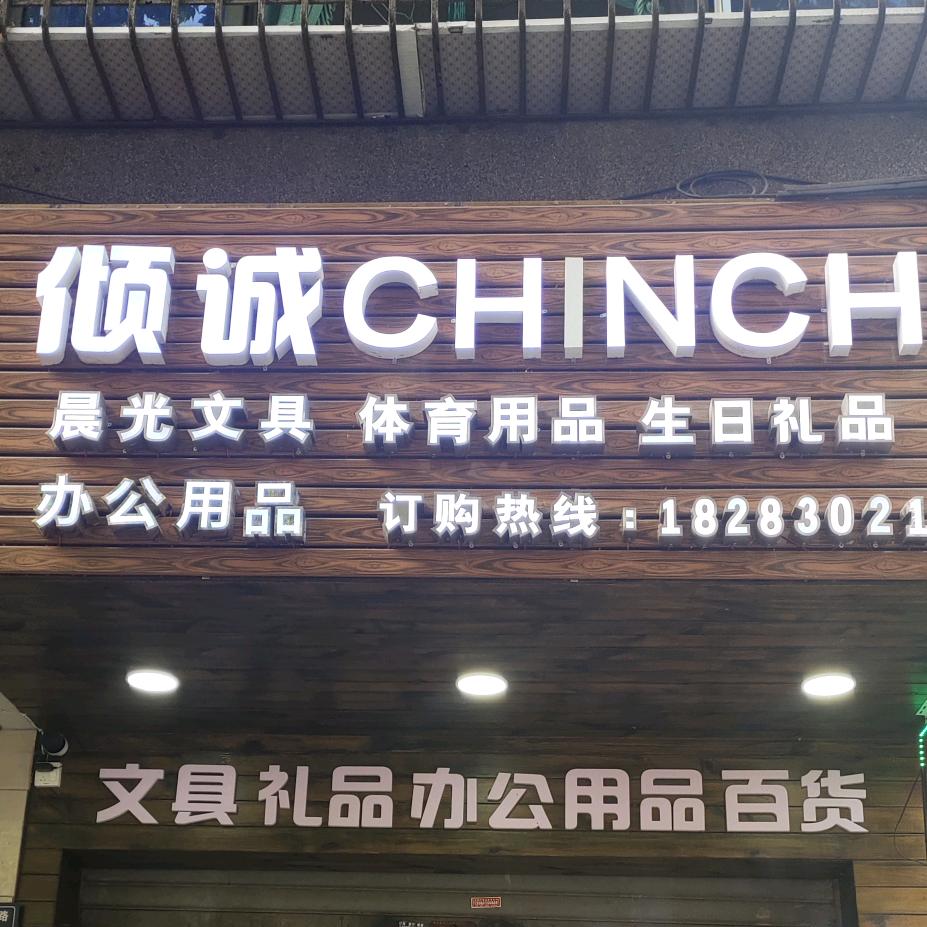 倾诚CHINCH
晨光文具 体育用品 生日礼品
办公用品 订购热线:18283021
文具礼品办公用品百货
路